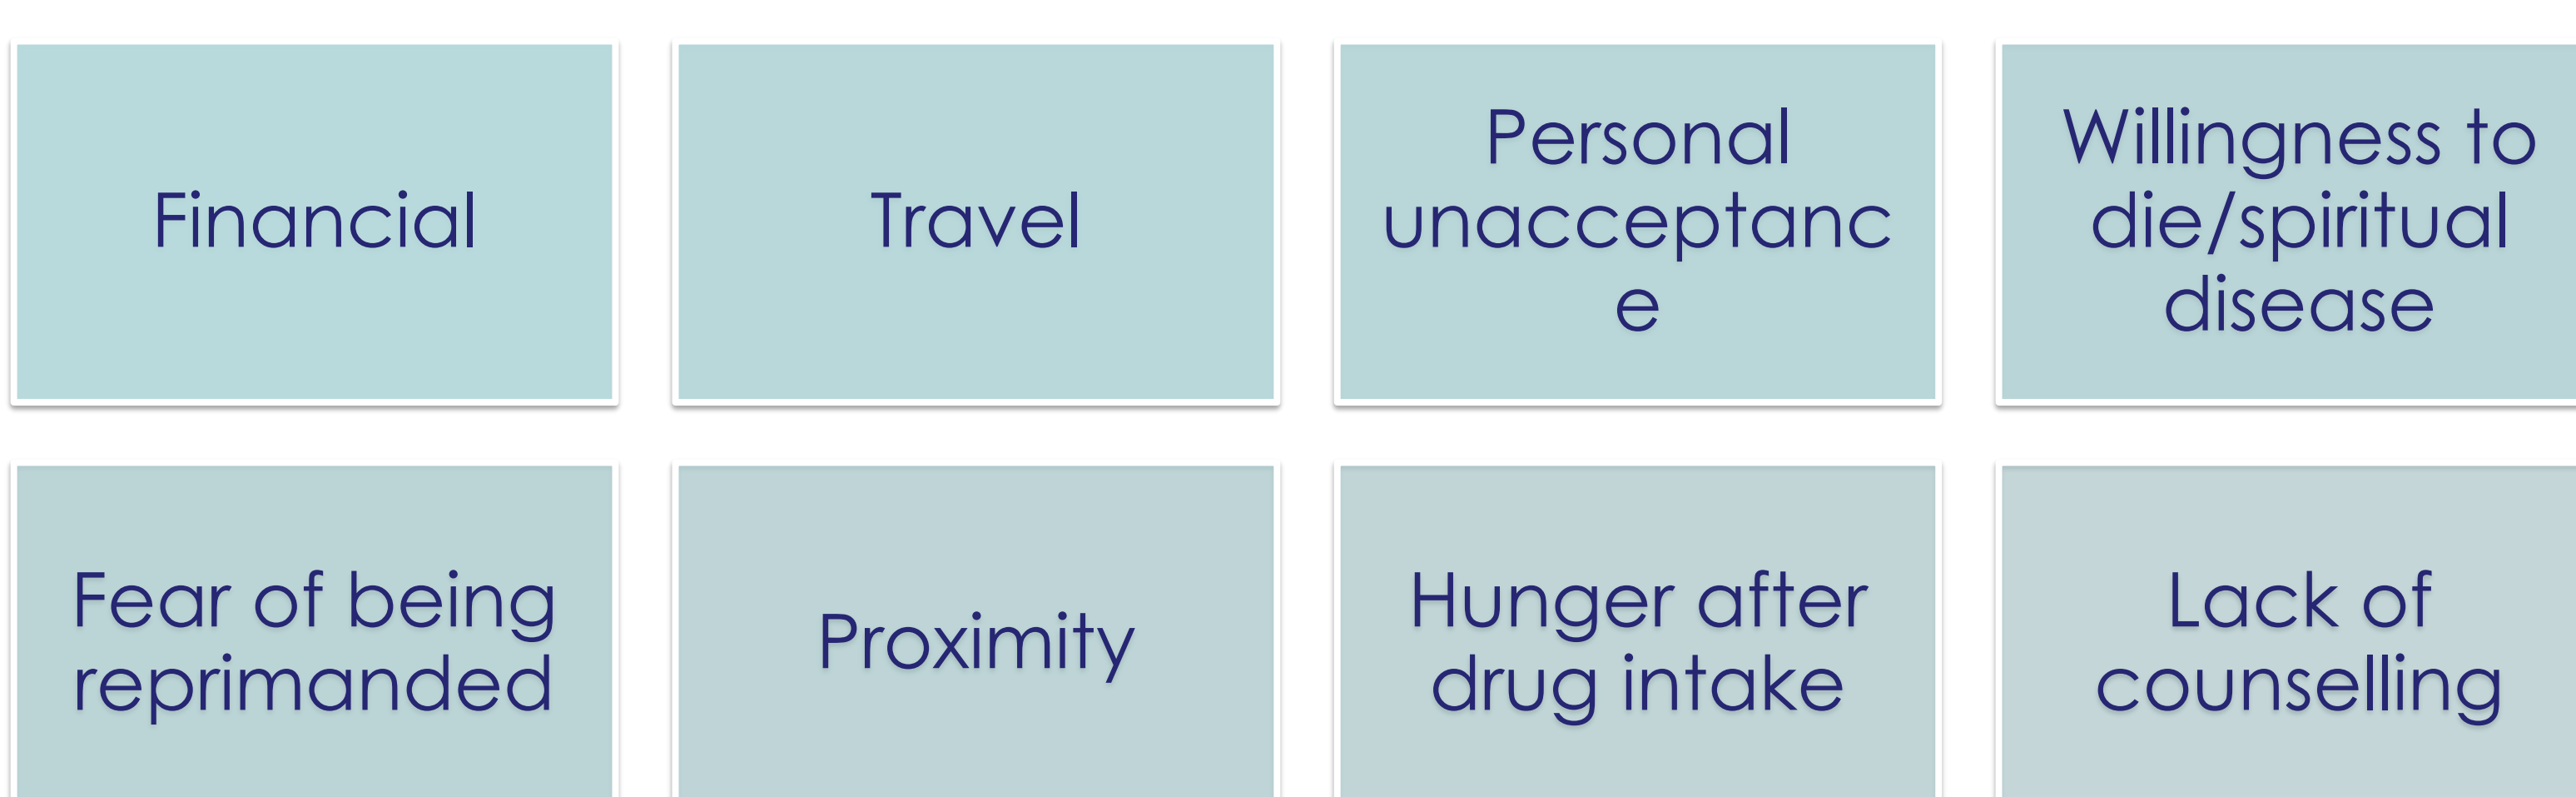 Financial
Travel
Personal
unacceptanc
e
Willingness to
die/spiritual
disease
Fear of being
reprimanded
Proximity
Hunger after
drug intake
Lack of
counselling